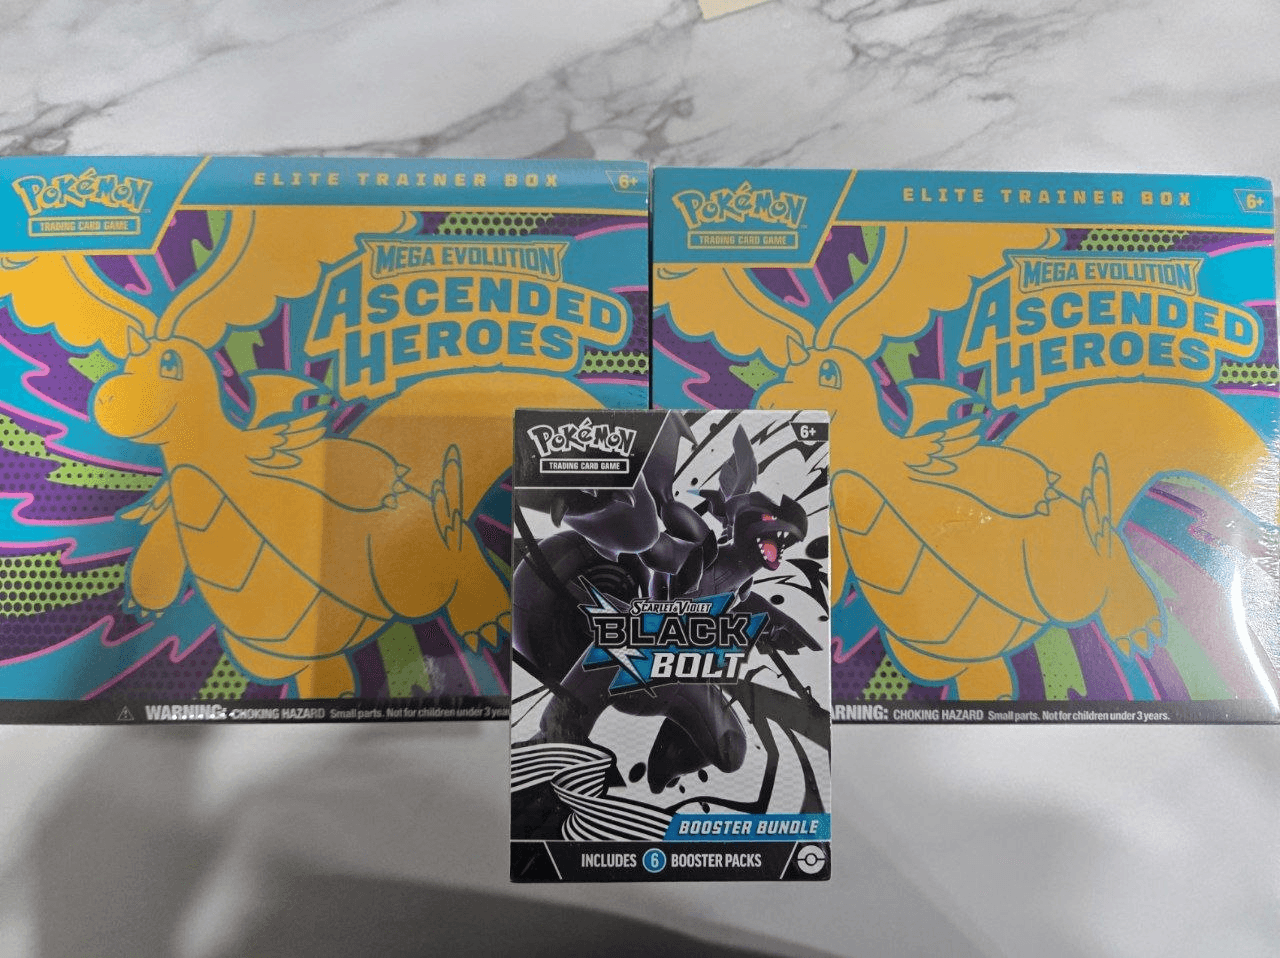 POKéMON
TRADING CARD GAME
ELITE TRAINER BOX
6+
MEGA EVOLUTION
ASCENDED
HEROES
WARNING: CHOKING HAZARD Small parts. Not for children under 3
POKéMON
TRADING CARD GAME
ELITE TRAINER BOX
6+
MEGA EVOLUTION
ASCENDED
HEROES
RNING: CHOKING HAZARD Small parts. Not for children under 3 years.
POKéMON
TRADING CARD GAME
6+
SCARLET & VIOLET
BLACK
BOLT
BOOSTER BUNDLE
INCLUDES 6 BOOSTER PACKS